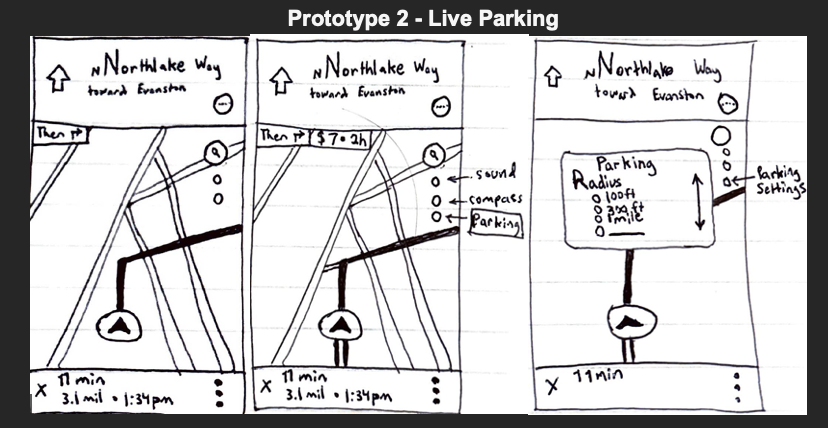 Prototype 2 - Live Parking
N Northlake Way
toward Evanston
Then
11 min
X
3.1 mil • 1:34pm
N Northlake Way
toward Evanston
Then
$7 • 2h
sound
compass
Parking
11 min
X
3.1 mil • 1:34pm
N Northlake Way
toward Evanston
Parking
Radius
100ft
300ft
1 mile
Parking
Settings
X 11 min